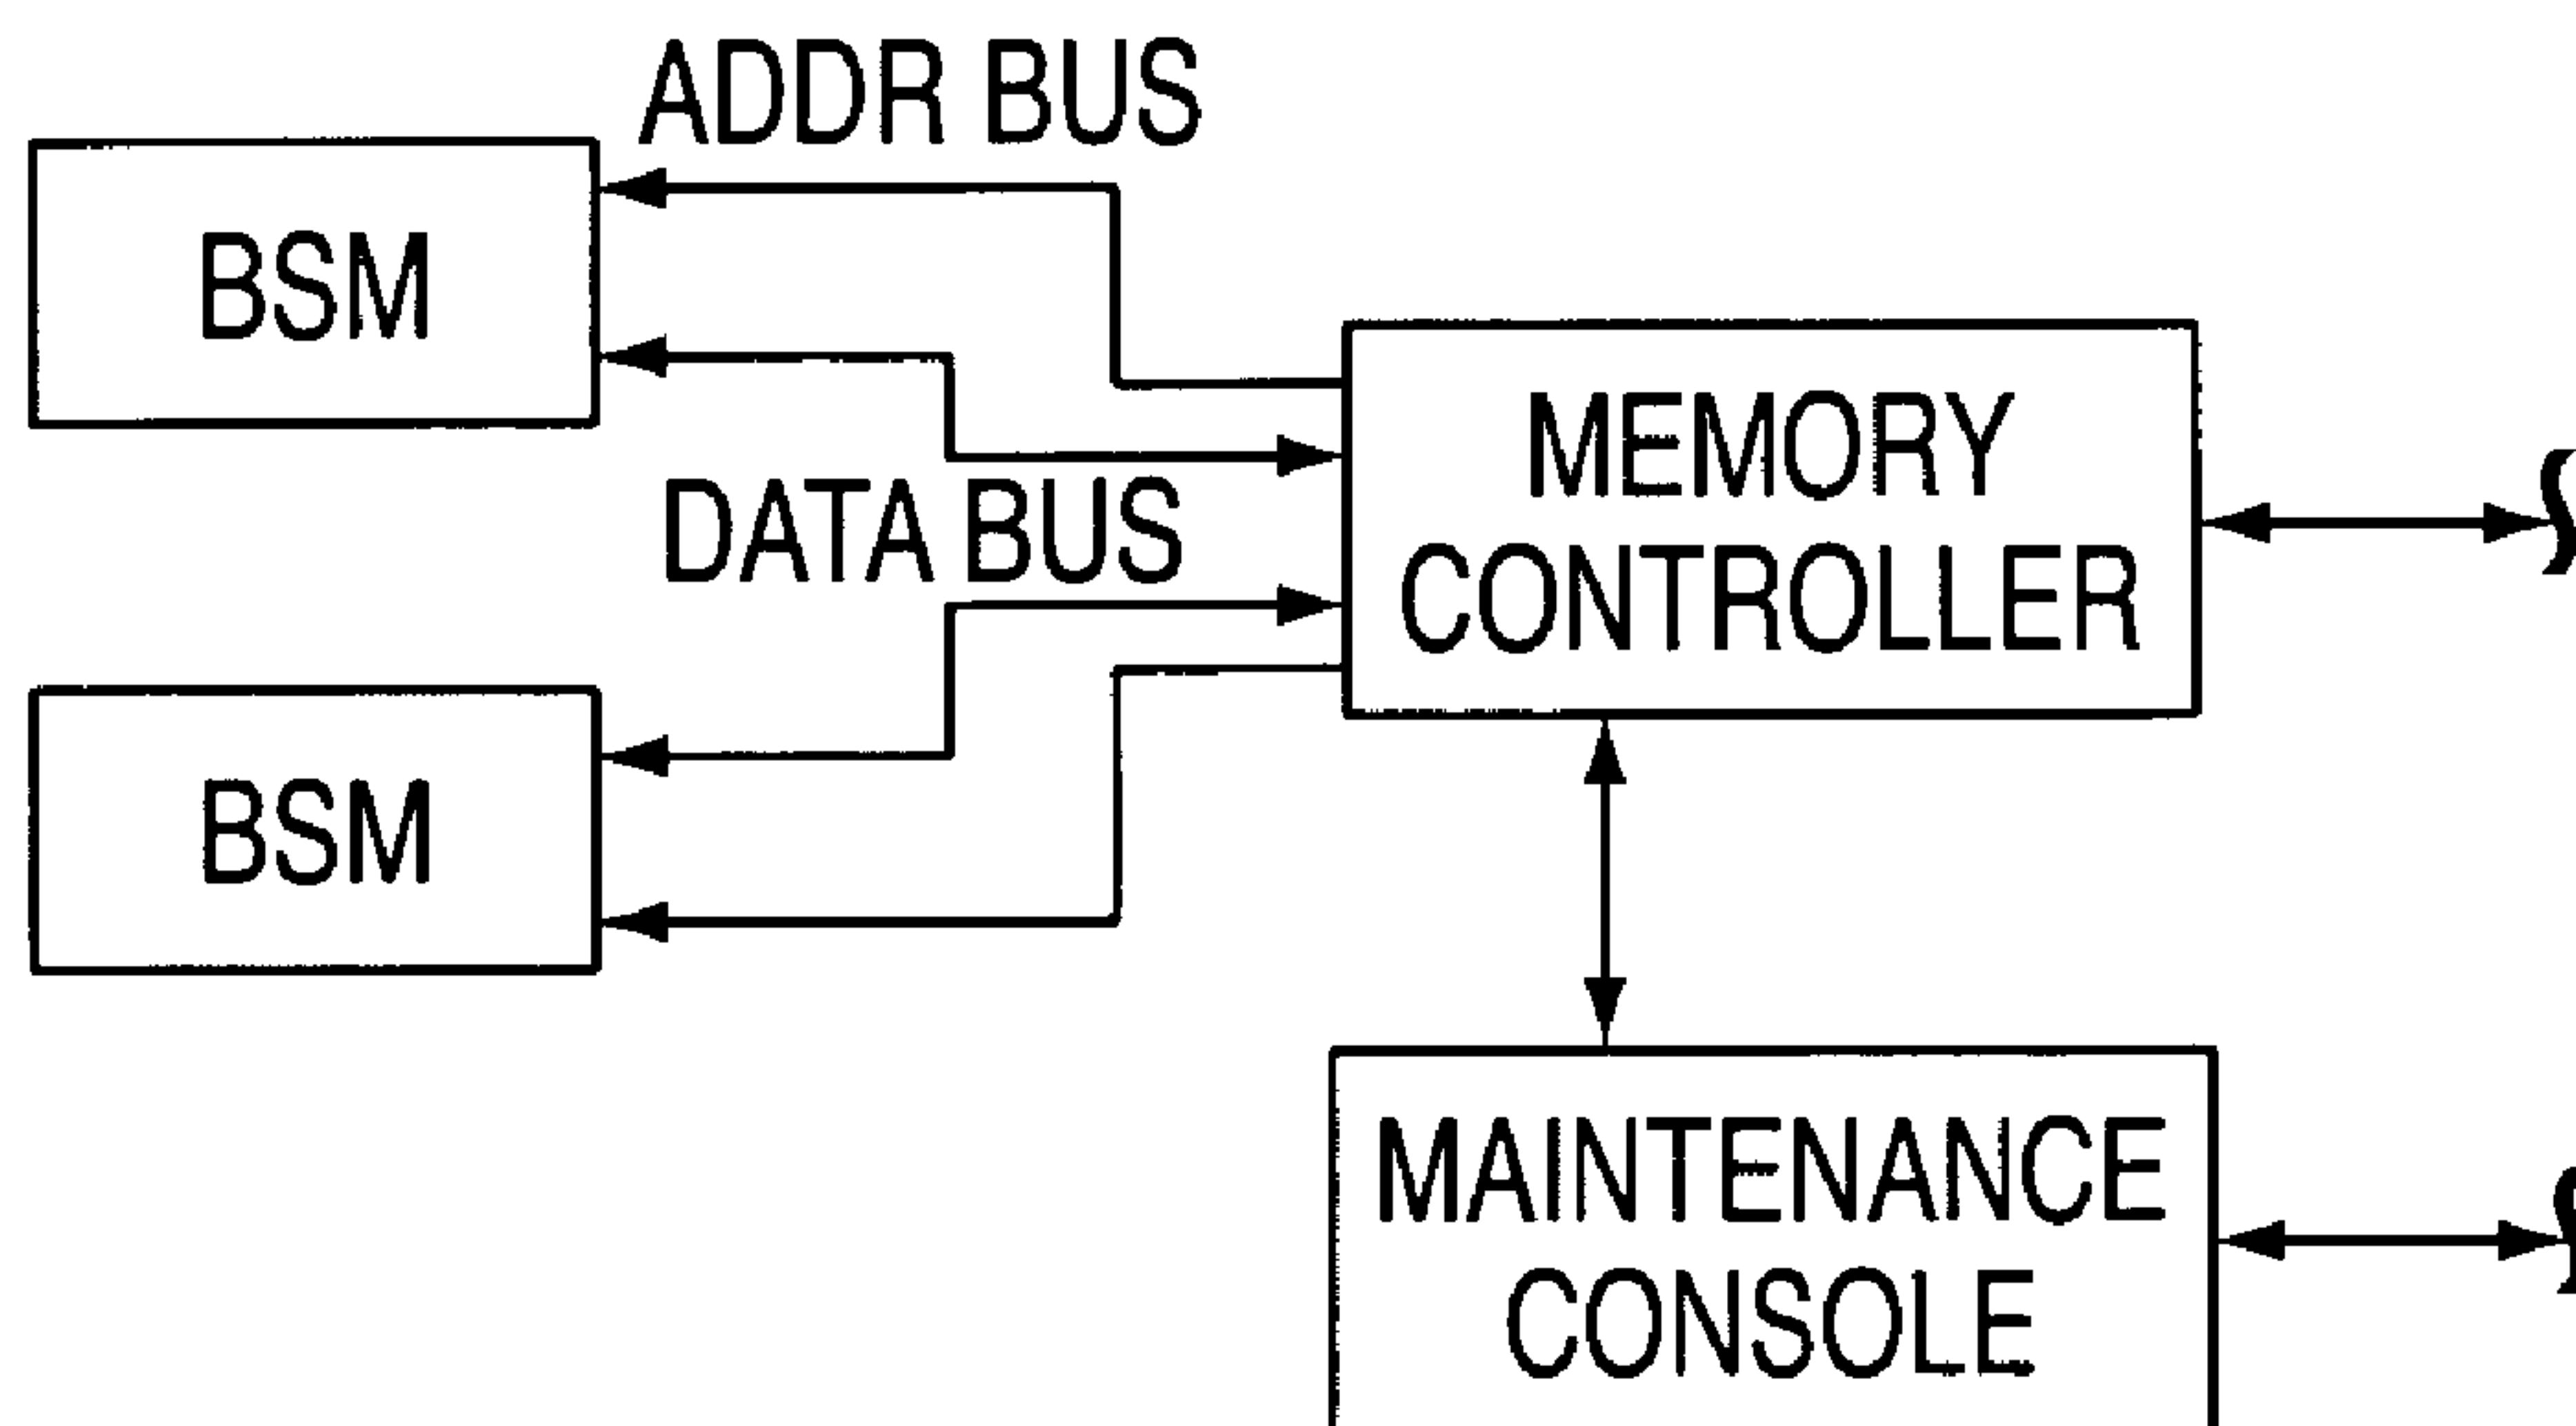 ADDR BUS
BSM
MEMORY
CONTROLLER
DATA BUS
BSM
MAINTENANCE
CONSOLE